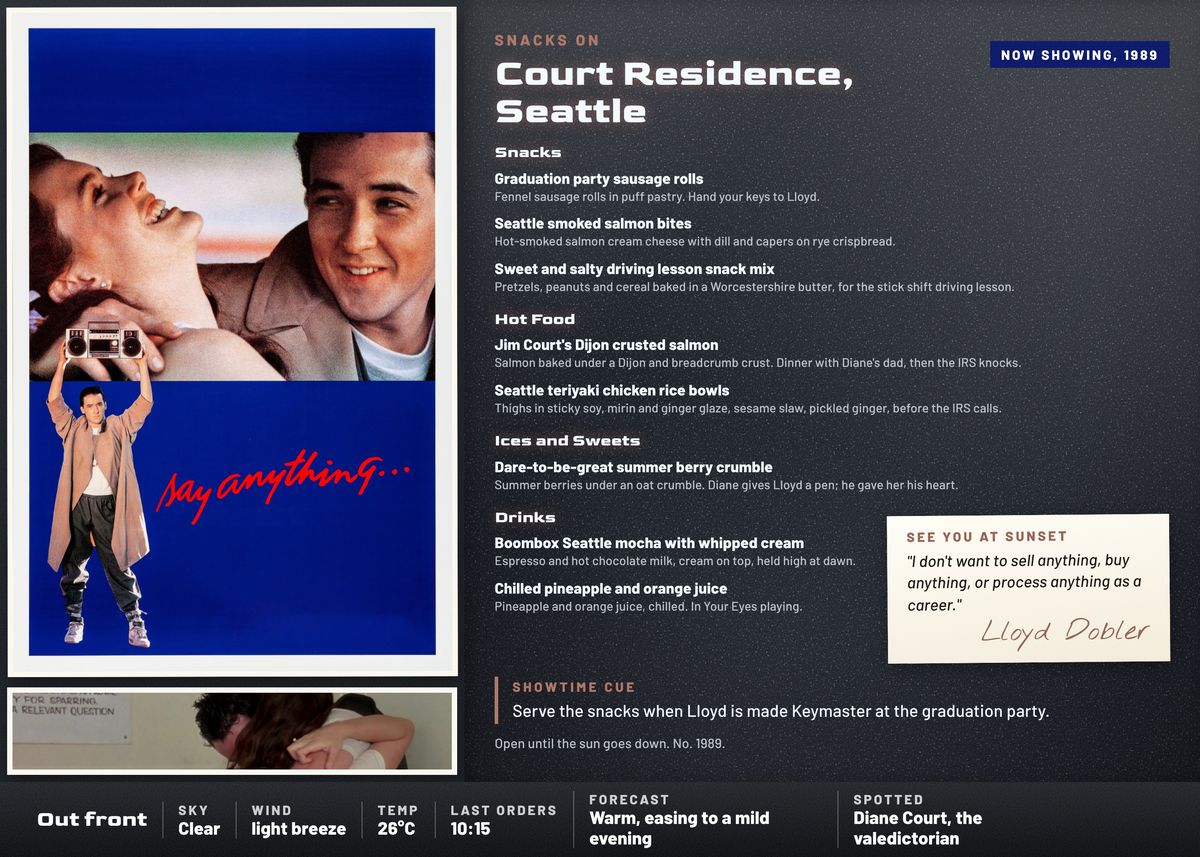 say anything...
Y FOR SPARRING.
A RELEVANT QUESTION
SNACKS ON
Court Residence,
Seattle
NOW SHOWING, 1989
Snacks
Graduation party sausage rolls
Fennel sausage rolls in puff pastry. Hand your keys to Lloyd.
Seattle smoked salmon bites
Hot-smoked salmon cream cheese with dill and capers on rye crispbread.
Sweet and salty driving lesson snack mix
Pretzels, peanuts and cereal baked in a Worcestershire butter, for the stick shift driving lesson.
Hot Food
Jim Court's Dijon crusted salmon
Salmon baked under a Dijon and breadcrumb crust. Dinner with Diane's dad, then the IRS knocks.
Seattle teriyaki chicken rice bowls
Thighs in sticky soy, mirin and ginger glaze, sesame slaw, pickled ginger, before the IRS calls.
Ices and Sweets
Dare-to-be-great summer berry crumble
Summer berries under an oat crumble. Diane gives Lloyd a pen; he gave her his heart.
Drinks
Boombox Seattle mocha with whipped cream
Espresso and hot chocolate milk, cream on top, held high at dawn.
Chilled pineapple and orange juice
Pineapple and orange juice, chilled. In Your Eyes playing.
SEE YOU AT SUNSET
"I don't want to sell anything, buy
anything, or process anything as a
career."
Lloyd Dobler
SHOWTIME CUE
Serve the snacks when Lloyd is made Keymaster at the graduation party.
Open until the sun goes down. No. 1989.
Out front
SKY
Clear
WIND
light breeze
TEMP
26°C
LAST ORDERS
10:15
FORECAST
Warm, easing to a mild
evening
SPOTTED
Diane Court, the
valedictorian